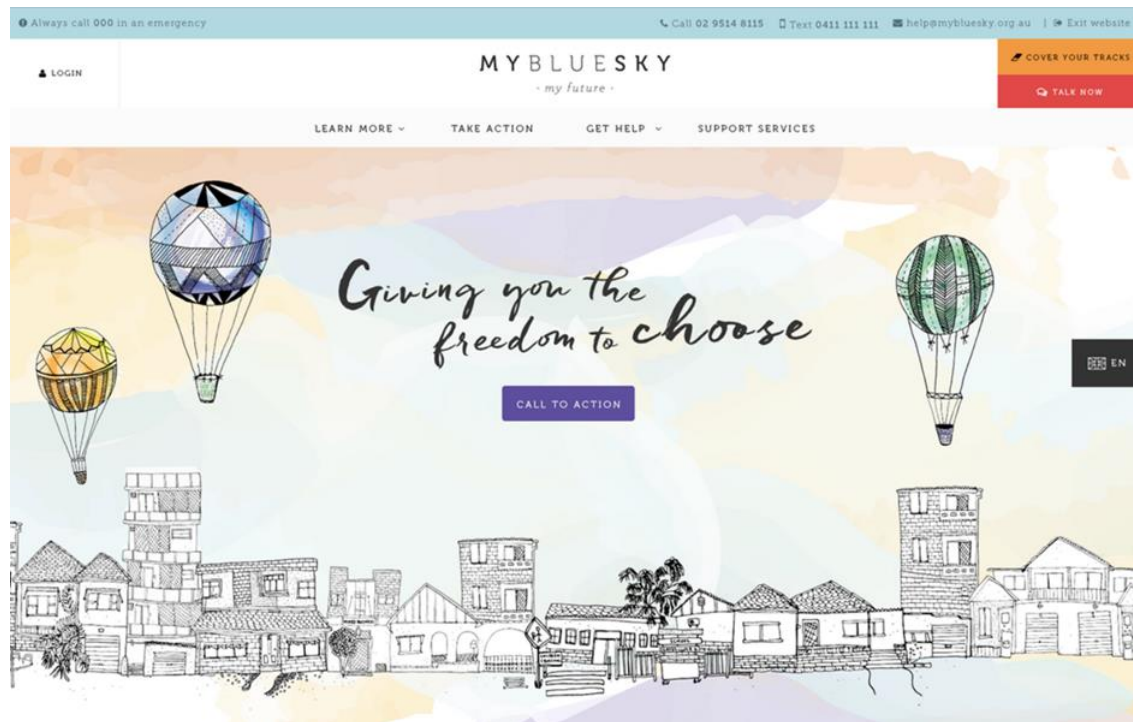 Always call 000 in an emergency
Call 02 9514 8115 Text 0411 111 111 help@mybluesky.org.au | Exit website
LOGIN
MYBLUESKY
· my future ·
COVER YOUR TRACKS
TALK NOW
LEARN MORE TAKE ACTION GET HELP SUPPORT SERVICES
Giving you the
freedom to choose
CALL TO ACTION
EN